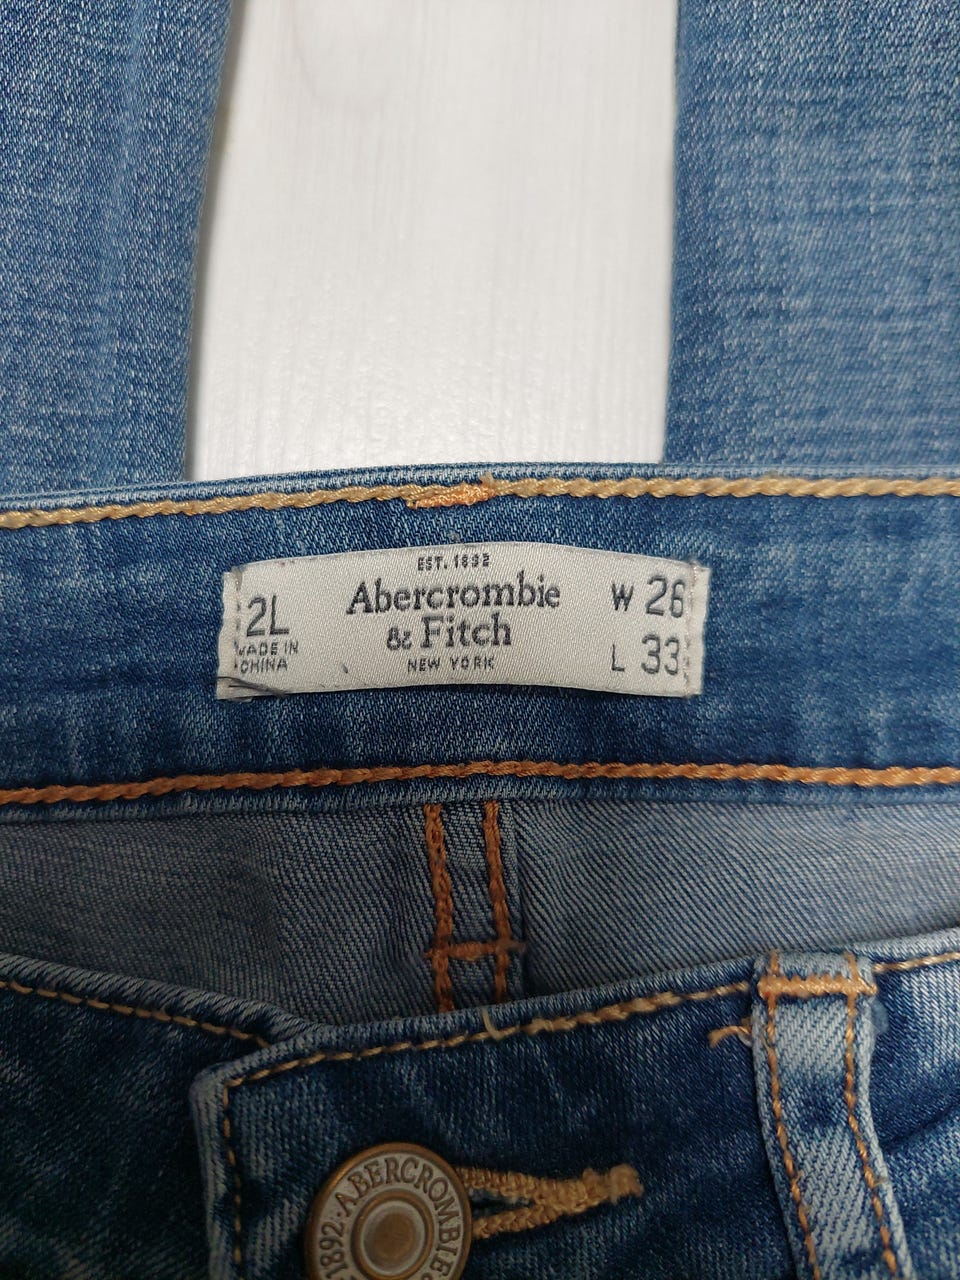 EST. 1892
Abercrombie
& Fitch
NEW YORK
2L
MADE IN
CHINA
W 26
L 33
1892·ABERCROMBIE